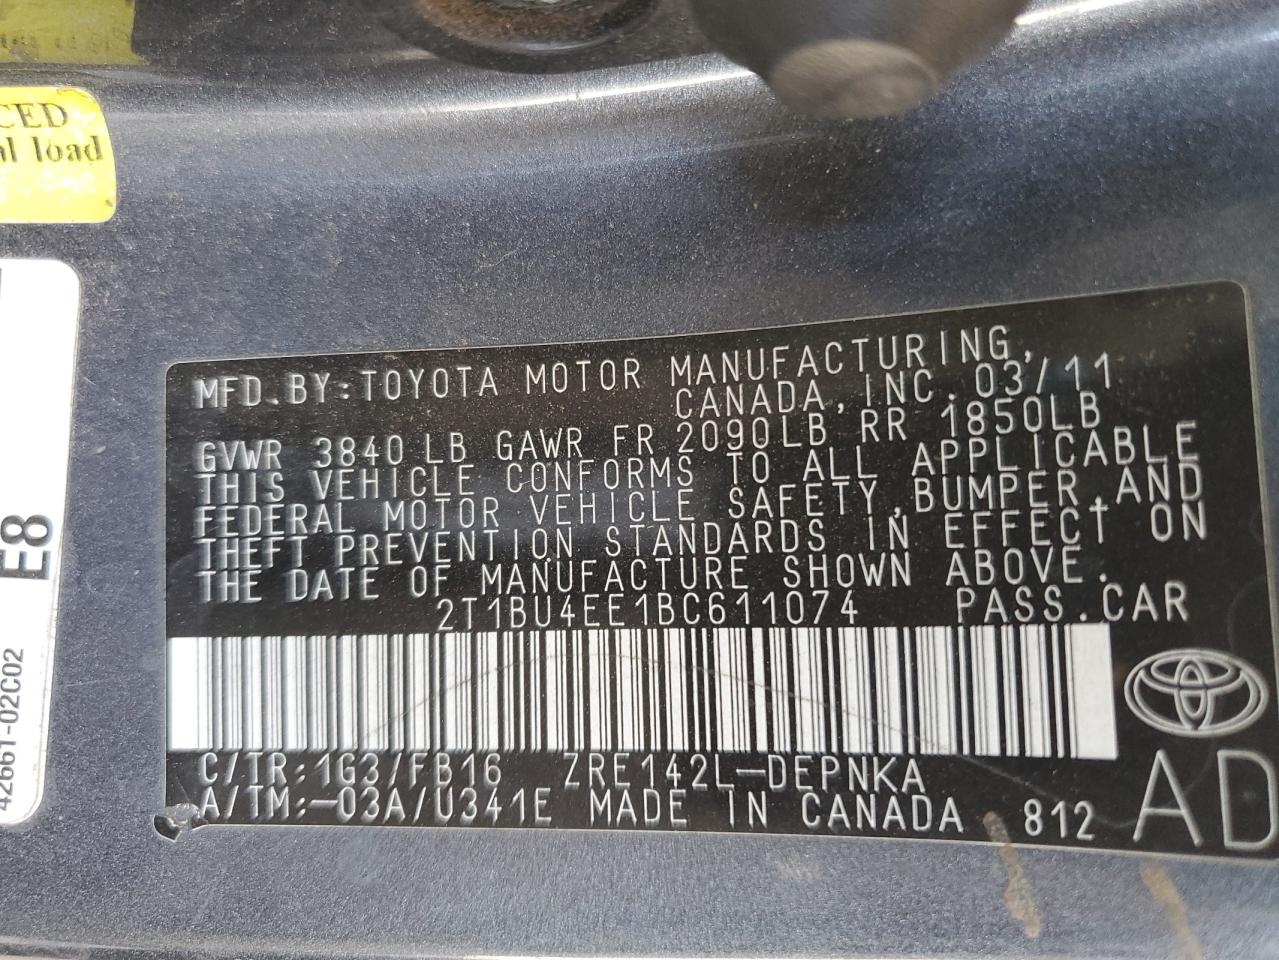 CED
al load
E8
42661-02C02
MFD.BY:TOYOTA MOTOR MANUFACTURING,
CANADA, INC. 03/11
GVWR 3840 LB GAWR FR 2090LB RR 1850LB
THIS VEHICLE CONFORMS TO ALL APPLICABLE
FEDERAL MOTOR VEHICLE SAFETY,BUMPER,AND
THEFT PREVENTION STANDARDS IN EFFECT ON
THE DATE OF MANUFACTURE SHOWN ABOVE.
2T1BU4EE1BC611074 PASS.CAR
C/TR:1G3/FB16 ZRE142L-DEPNKA
A/TM:-03A/U341E MADE IN CANADA 812
AD